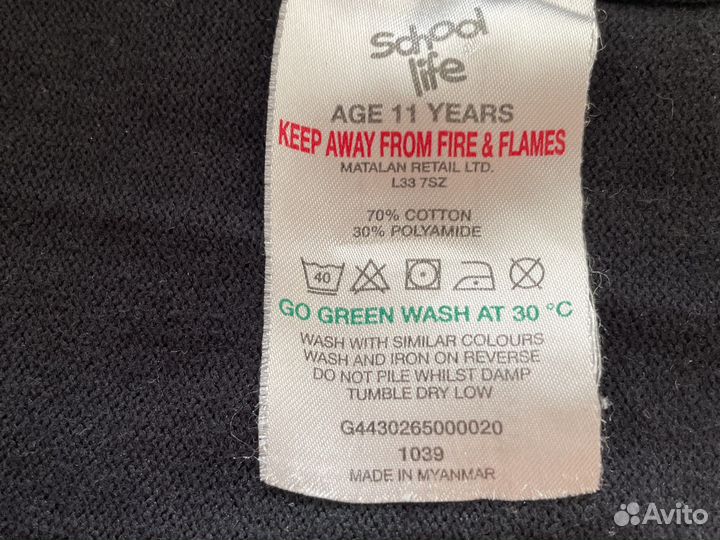 school
life
AGE 11 YEARS
KEEP AWAY FROM FIRE & FLAMES
MATALAN RETAIL LTD.
L33 7SZ
70% COTTON
30% POLYAMIDE
40
GO GREEN WASH AT 30 °C
WASH WITH SIMILAR COLOURS
WASH AND IRON ON REVERSE
DO NOT PILE WHILST DAMP
TUMBLE DRY LOW
G4430265000020
1039
MADE IN MYANMAR
Avito